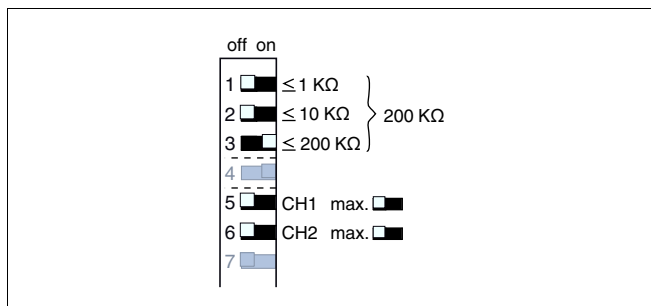 off on
1 ≤ 1 KΩ
2 ≤ 10 KΩ 200 KΩ
3 ≤ 200 KΩ
4
5 CH1 max.
6 CH2 max.
7